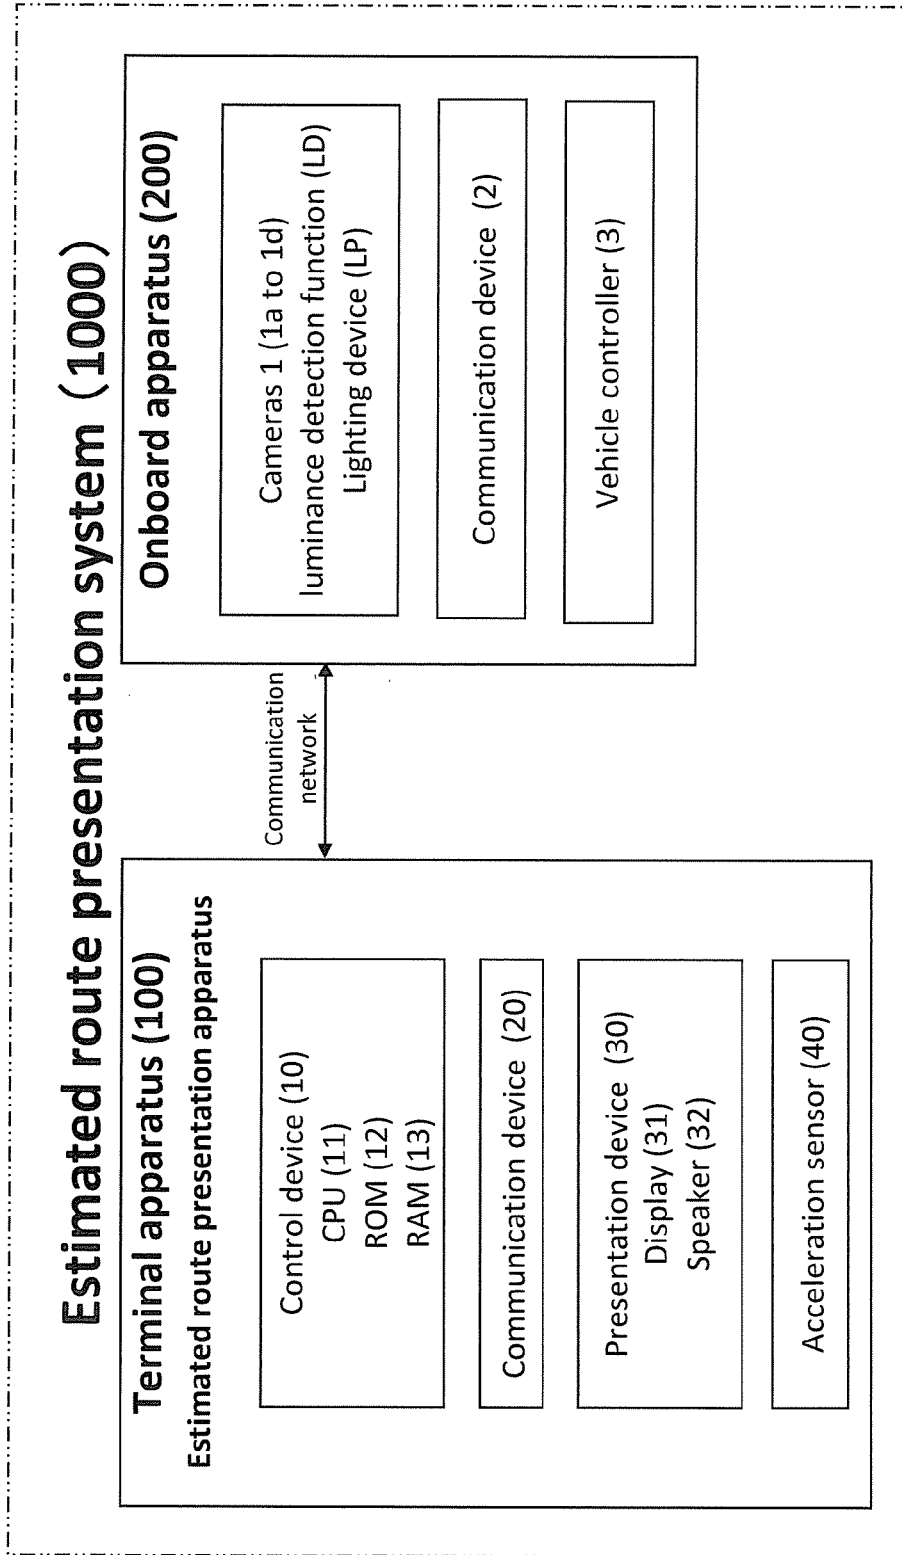 Estimated route presentation system (1000)
Terminal apparatus (100)
Estimated route presentation apparatus
Control device (10)
CPU (11)
ROM (12)
RAM (13)
Communication device (20)
Presentation device (30)
Display (31)
Speaker (32)
Acceleration sensor (40)
Communication
network
Onboard apparatus (200)
Cameras 1 (1a to 1d)
luminance detection function (LD)
Lighting device (LP)
Communication device (2)
Vehicle controller (3)